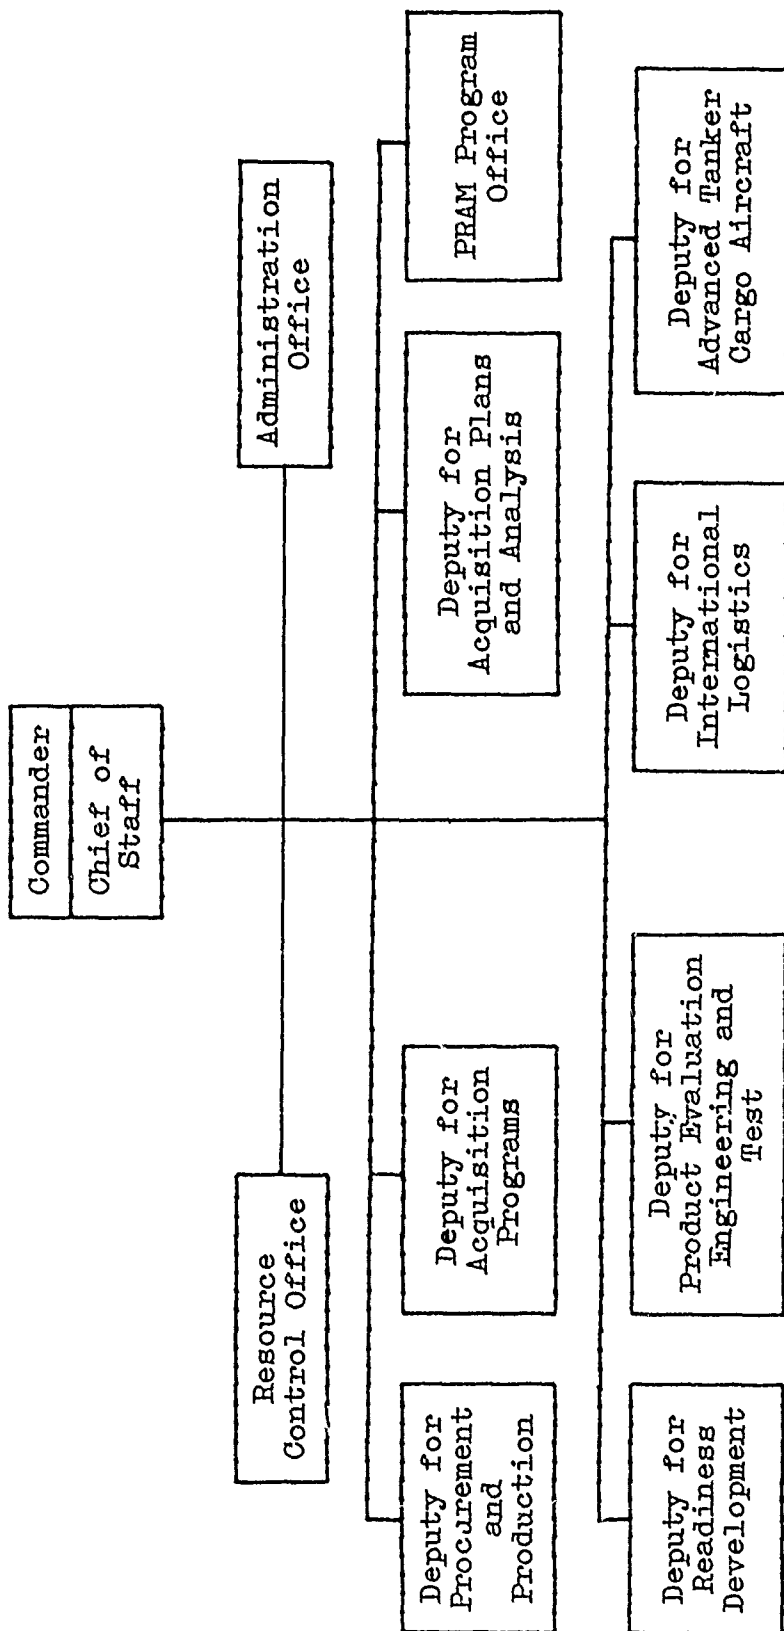 Commander
Chief of
Staff
Resource
Control Office
Administration
Office
Deputy for
Procurement
and
Production
Deputy for
Acquisition
Programs
Deputy for
Acquisition Plans
and Analysis
PRAM Program
Office
Deputy for
Readiness
Development
Deputy for
Product Evaluation
Engineering and
Test
Deputy for
International
Logistics
Deputy for
Advanced Tanker
Cargo Aircraft